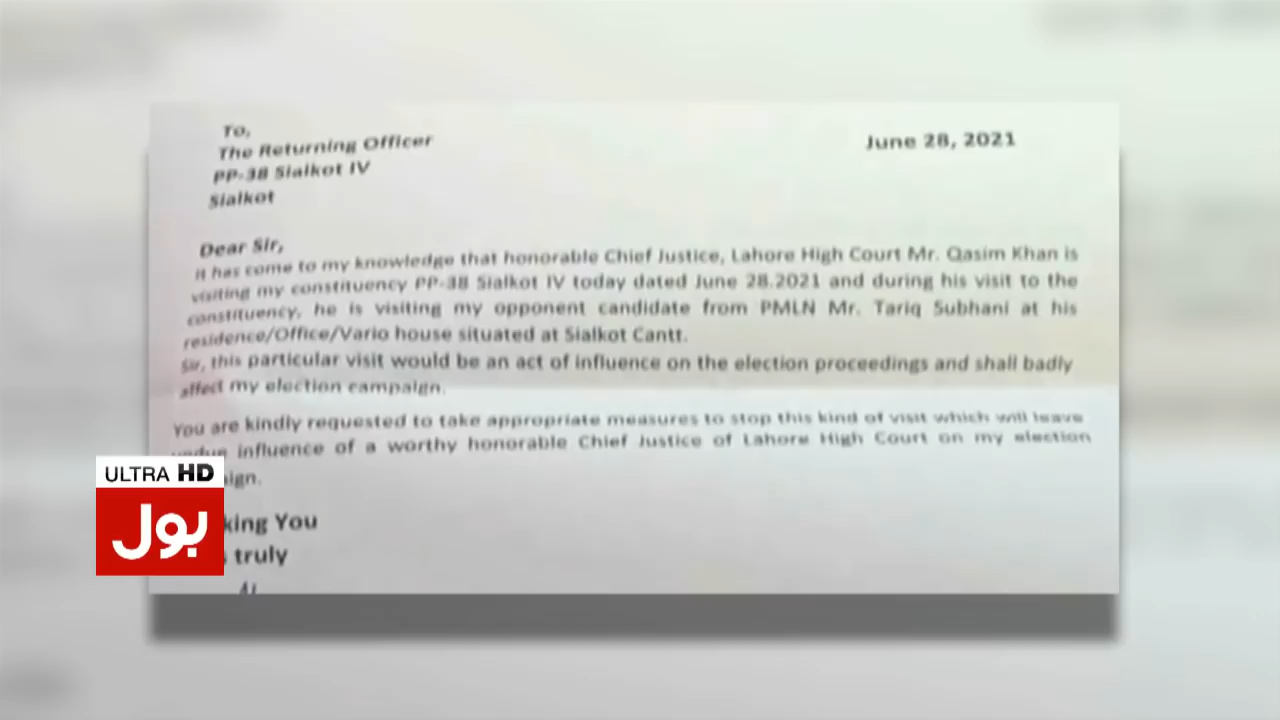 To,
The Returning Officer
June 28, 2021
PP-38 Sialkot IV
Sialkot
Dear Sir,
It has come to my knowledge that honorable Chief Justice, Lahore High Court Mr. Qasim Khan is
visiting my constituency PP-38 Sialkot IV today dated June 28.2021 and during his visit to the
constituency, he is visiting my opponent candidate from PMLN Mr. Tariq Subhani at his
residence/Office/Vario house situated at Sialkot Cantt.
Sir, this particular visit would be an act of influence on the election proceedings and shall badly
affect my election campaign.
You are kindly requested to take appropriate measures to stop this kind of visit which will leave
undue influence of a worthy honorable Chief Justice of Lahore High Court on my election
ign.
king You
truly
ULTRA HD
بول